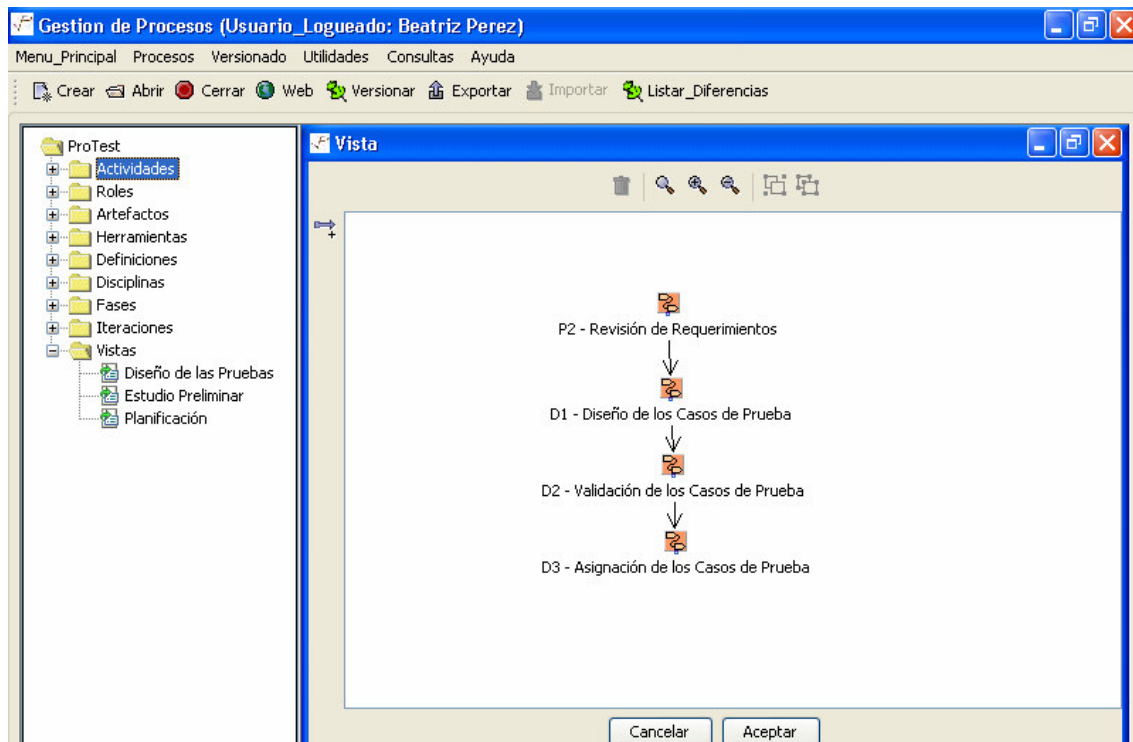 Gestion de Procesos (Usuario_Logueado: Beatriz Perez)
Menu_Principal Procesos Versionado Utilidades Consultas Ayuda
Crear Abrir Cerrar Web Versionar Exportar Importar Listar_Diferencias
ProTest
Actividades
Roles
Artefactos
Herramientas
Definiciones
Disciplinas
Fases
Iteraciones
Vistas
Diseño de las Pruebas
Estudio Preliminar
Planificación
Vista
P2 - Revisión de Requerimientos
D1 - Diseño de los Casos de Prueba
D2 - Validación de los Casos de Prueba
D3 - Asignación de los Casos de Prueba
Cancelar Aceptar